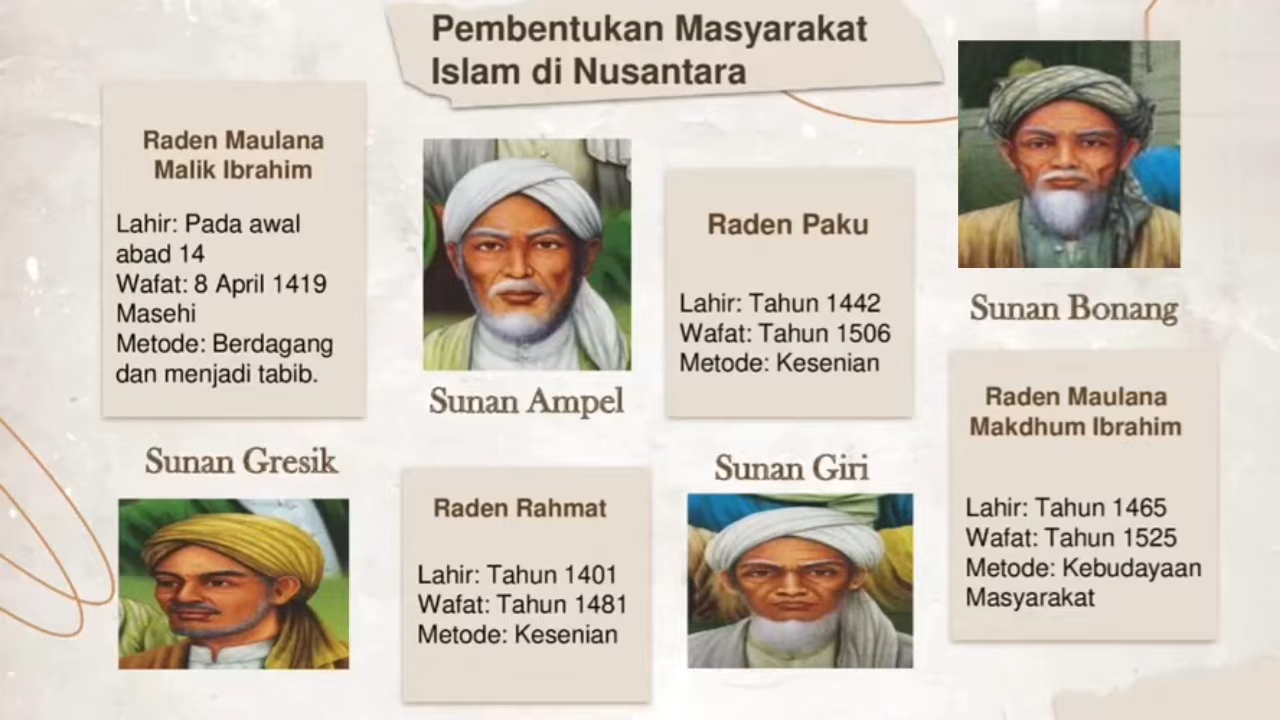 Pembentukan Masyarakat
Islam di Nusantara
Raden Maulana
Malik Ibrahim
Lahir: Pada awal
abad 14
Wafat: 8 April 1419
Masehi
Metode: Berdagang
dan menjadi tabib.
Sunan Gresik
Sunan Ampel
Raden Rahmat
Lahir: Tahun 1401
Wafat: Tahun 1481
Metode: Kesenian
Raden Paku
Lahir: Tahun 1442
Wafat: Tahun 1506
Metode: Kesenian
Sunan Giri
Sunan Bonang
Raden Maulana
Makdhum Ibrahim
Lahir: Tahun 1465
Wafat: Tahun 1525
Metode: Kebudayaan
Masyarakat